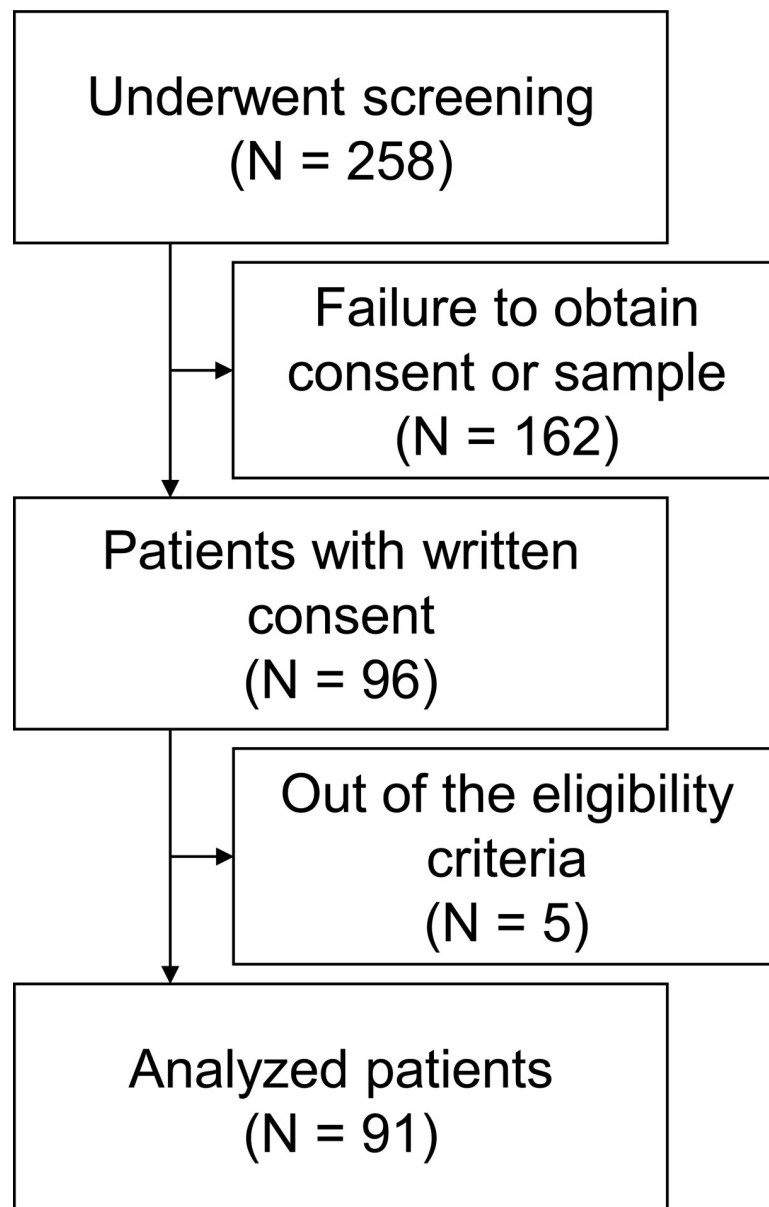 Underwent screening
(N = 258)
Failure to obtain
consent or sample
(N = 162)
Patients with written
consent
(N = 96)
Out of the eligibility
criteria
(N = 5)
Analyzed patients
(N = 91)